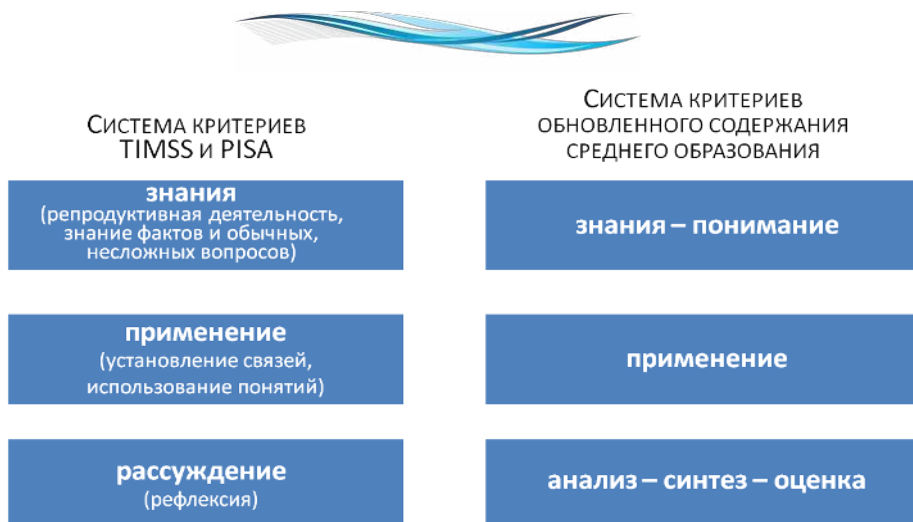 Система критериев
TIMSS и PISA
знания
(репродуктивная деятельность,
знание фактов и обычных,
несложных вопросов)
применение
(установление связей,
использование понятий)
рассуждение
(рефлексия)
Система критериев
обновленного содержания
среднего образования
знания – понимание
применение
анализ – синтез – оценка